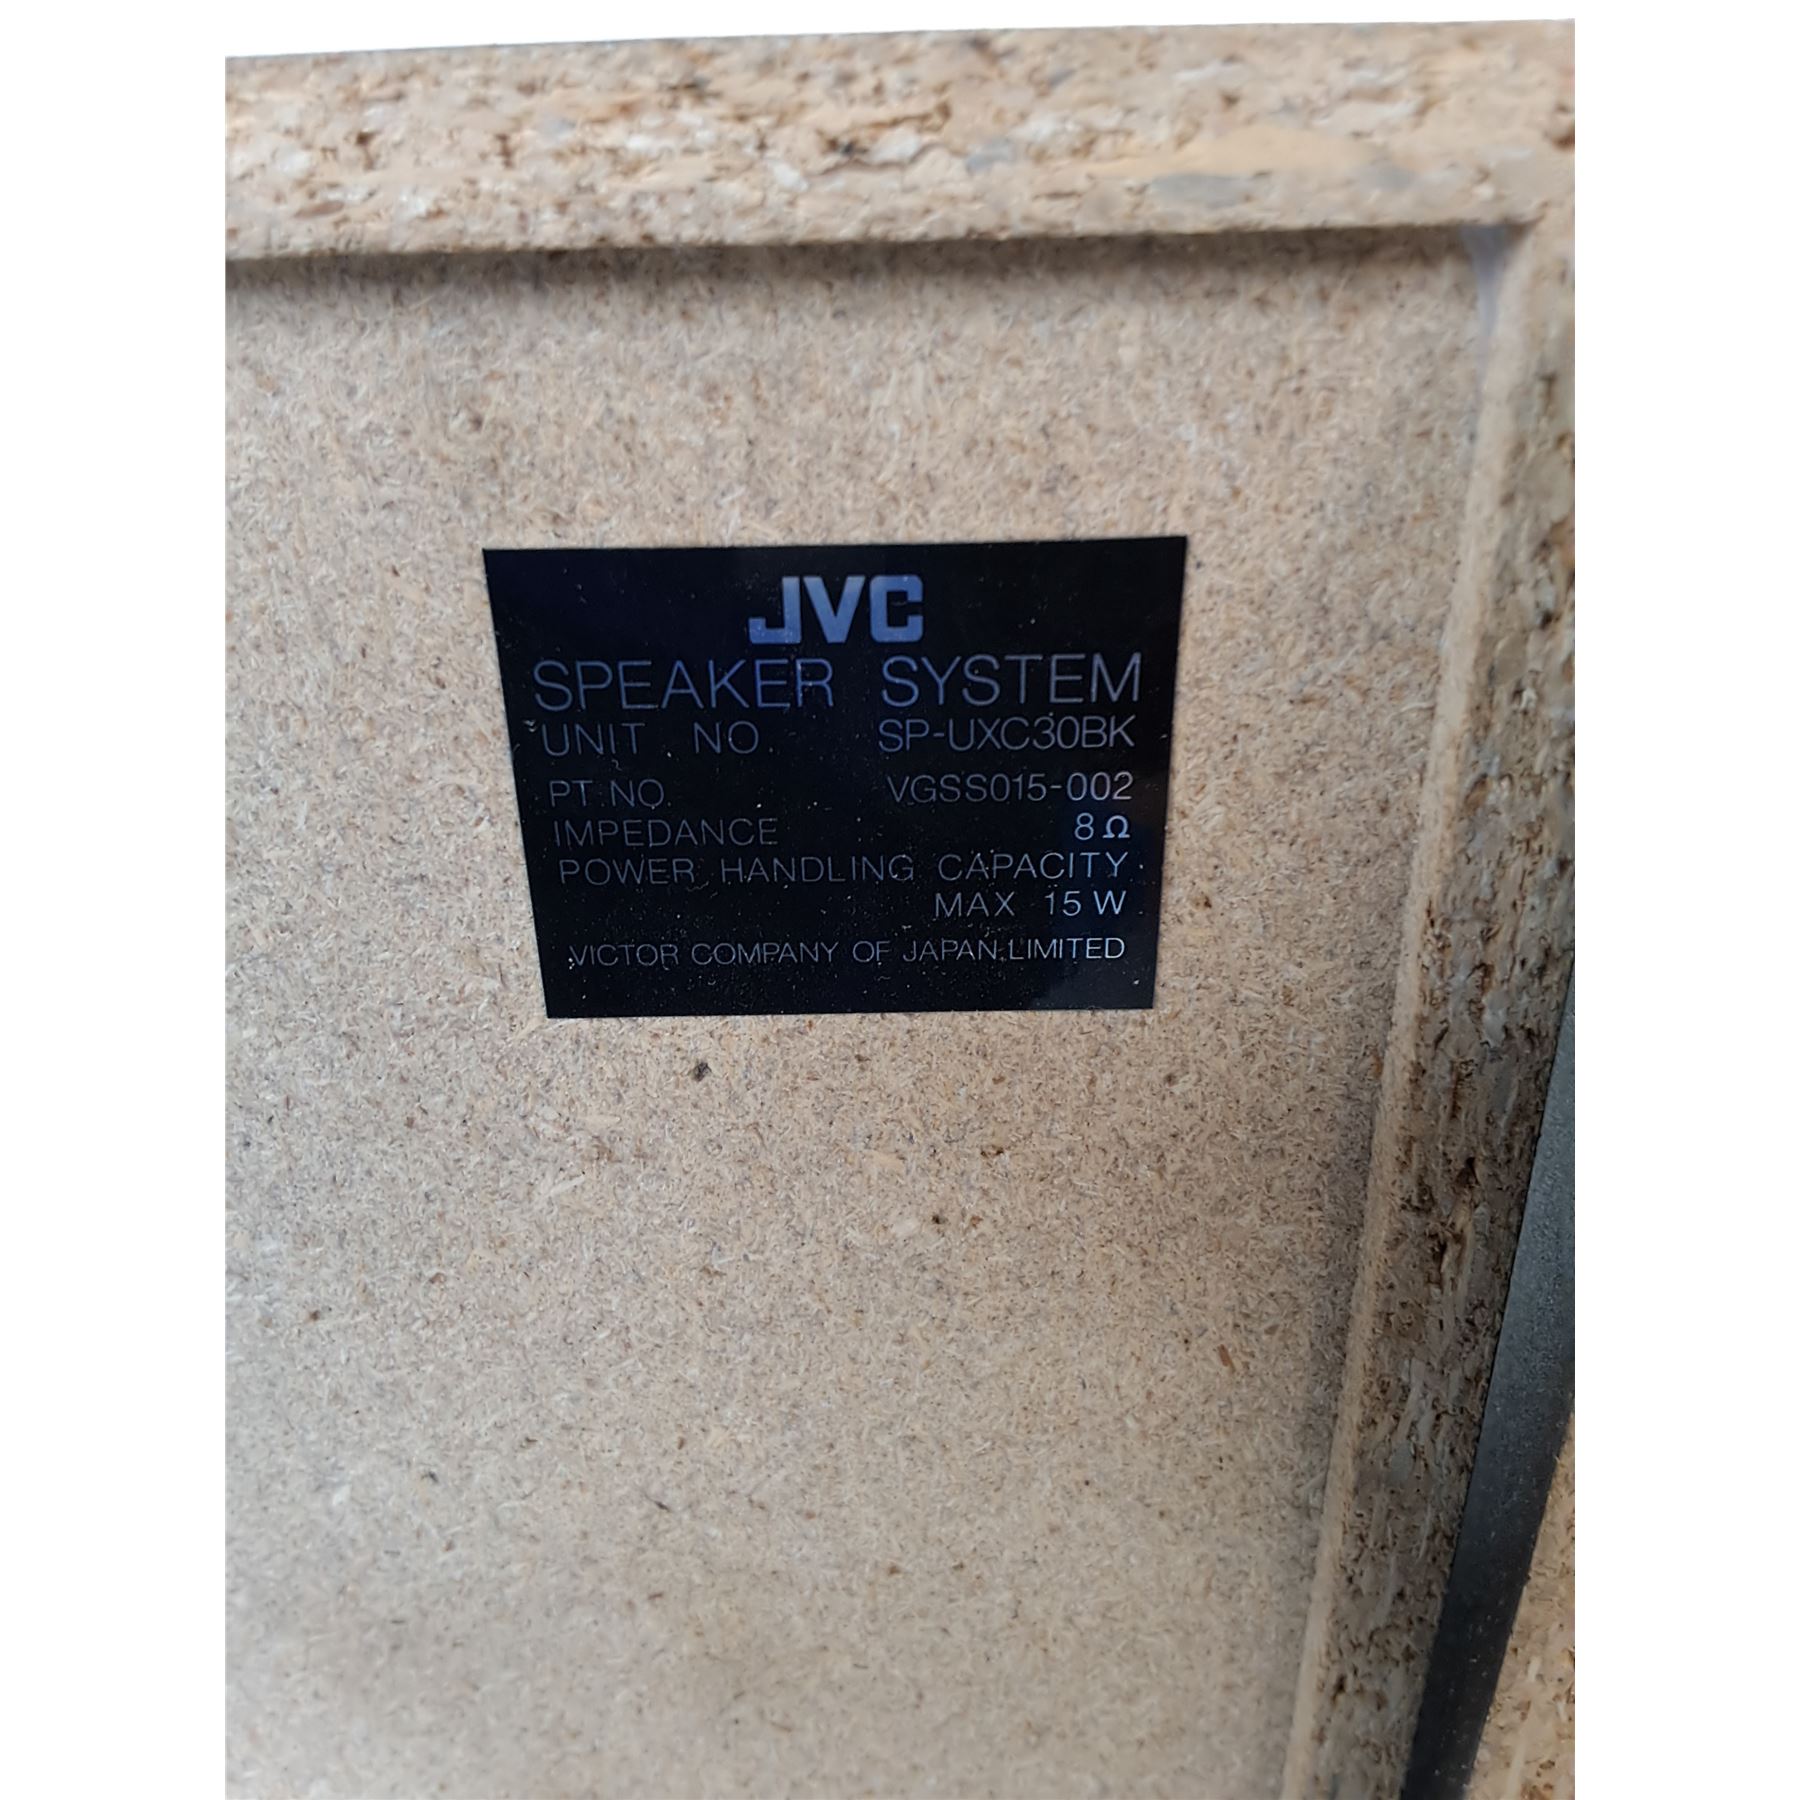 JVC
SPEAKER SYSTEM
UNIT NO. SP-UXC30BK
PT. NO. VGSS015-002
IMPEDANCE 8Ω
POWER HANDLING CAPACITY
MAX 15 W
VICTOR COMPANY OF JAPAN, LIMITED